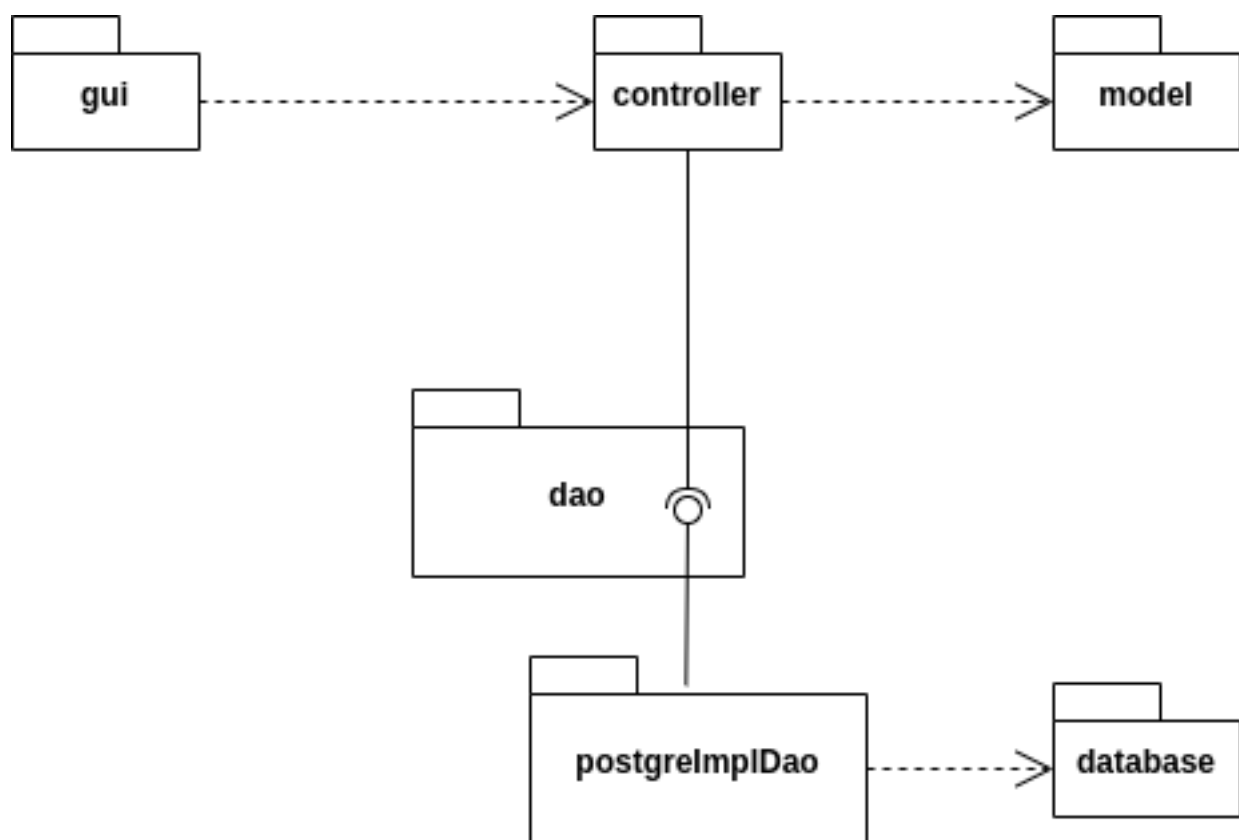 gui
controller
model
dao
postgreImplDao
database